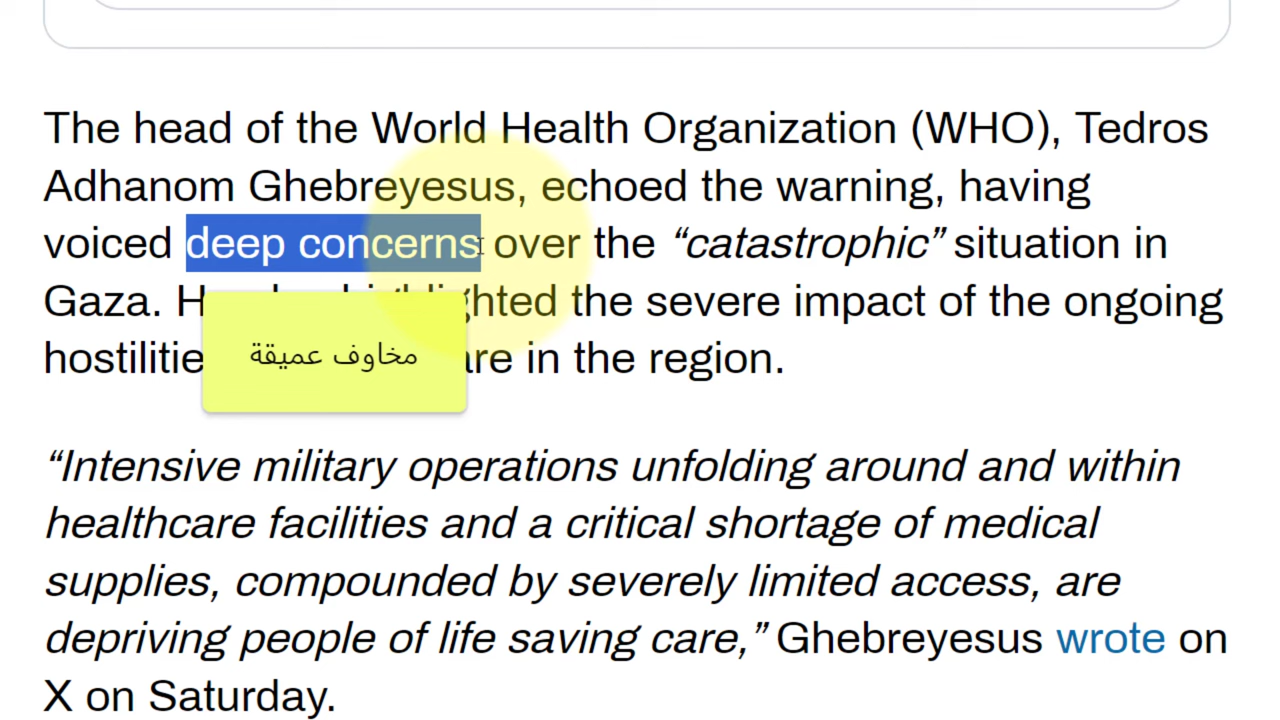 The head of the World Health Organization (WHO), Tedros
Adhanom Ghebreyesus, echoed the warning, having
voiced deep concerns over the “catastrophic” situation in
Gaza. the severe impact of the ongoing
مخاوف عميقة
in the region.
“Intensive military operations unfolding around and within
healthcare facilities and a critical shortage of medical
supplies, compounded by severely limited access, are
depriving people of life saving care,” Ghebreyesus wrote on
X on Saturday.